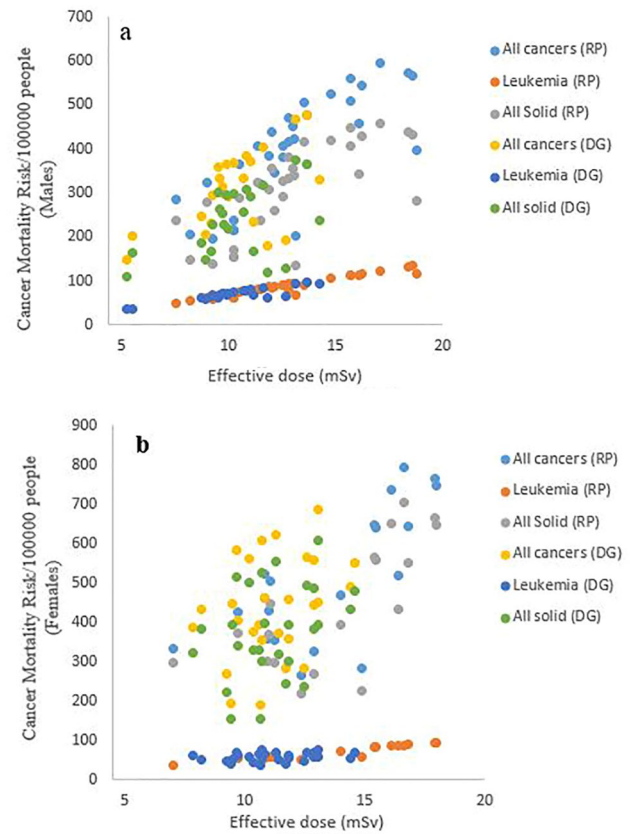 a
700
600
500
400
300
200
100
0
5 10 15 20
Cancer Mortality Risk/100000 people
(Males)
Effective dose (mSv)
All cancers (RP)
Leukemia (RP)
All Solid (RP)
All cancers (DG)
Leukemia (DG)
All solid (DG)
b
900
800
700
600
500
400
300
200
100
0
5 10 15 20
Cancer Mortality Risk/100000 people
(Females)
Effective dose (mSv)
All cancers (RP)
Leukemia (RP)
All Solid (RP)
All cancers (DG)
Leukemia (DG)
All solid (DG)